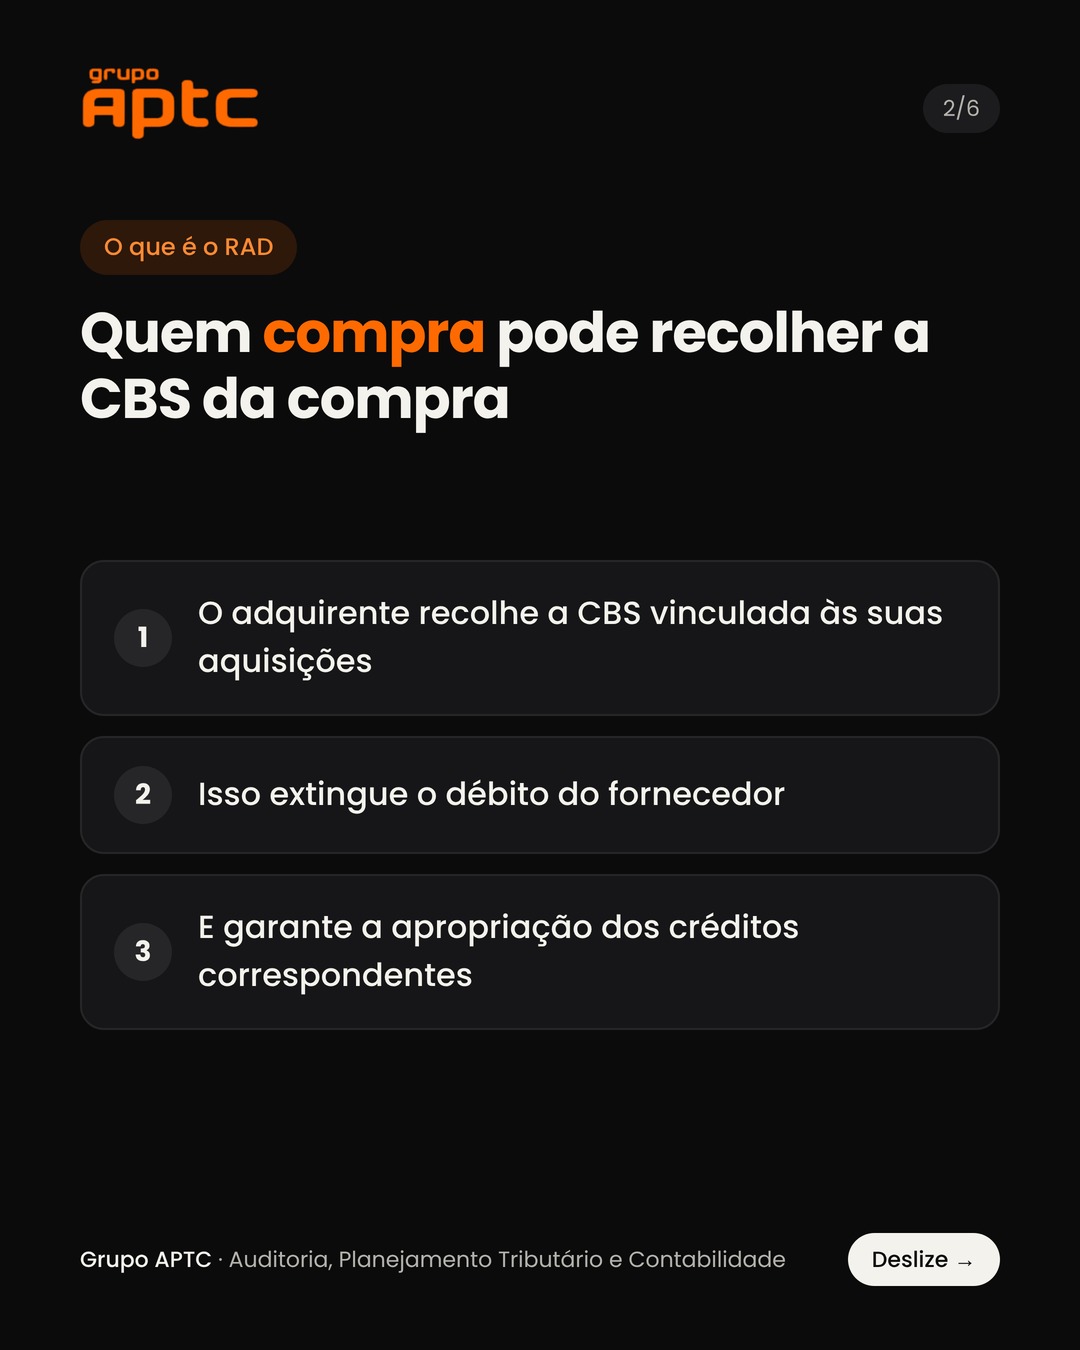 grupo
Aptc
2/6
O que é o RAD
Quem compra pode recolher a
CBS da compra
1
O adquirente recolhe a CBS vinculada às suas
aquisições
2
Isso extingue o débito do fornecedor
3
E garante a apropriação dos créditos
correspondentes
Grupo APTC · Auditoria, Planejamento Tributário e Contabilidade
Deslize →